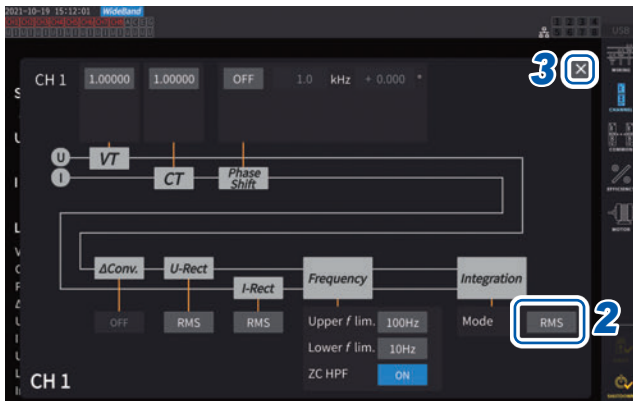 2021-10-19 15:12:01 WideBand
USB
3
WIRING
CH 1 1.00000 1.00000 OFF 1.0 kHz + 0.000 °
CHANNEL
COMMON
U VT
I CT Phase Shift
EFFICIENCY
MOTOR
ΔConv. U-Rect I-Rect Frequency Integration
OFF RMS RMS Upper f lim. 100Hz Mode RMS 2
Lower f lim. 10Hz
ZC HPF ON
CH 1
SHUTDOWN